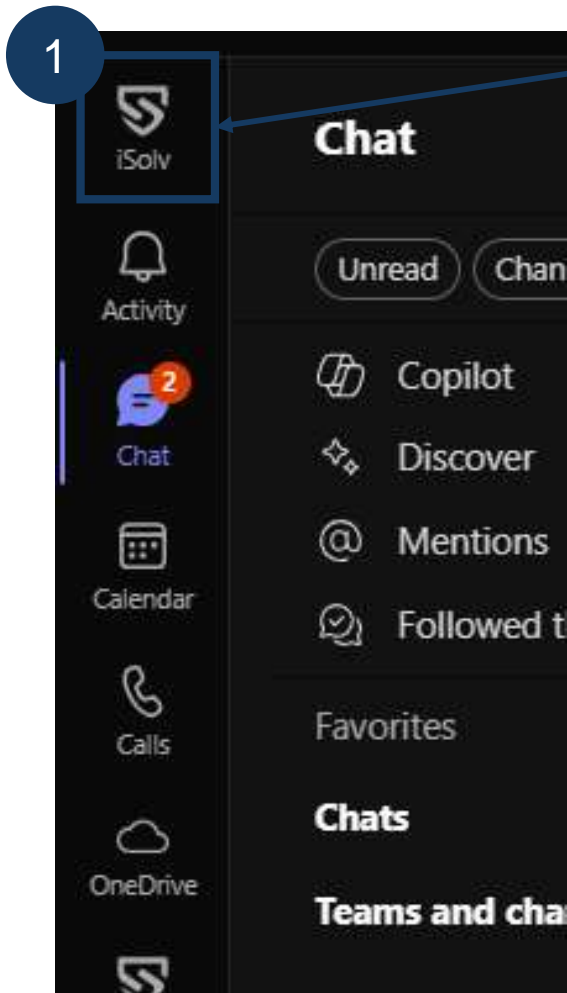 1
iSolv
Chat
Unread
Chan
Activity
2
Chat
Copilot
Discover
Mentions
Calendar
Followed t
Calls
Favorites
Chats
OneDrive
Teams and cha